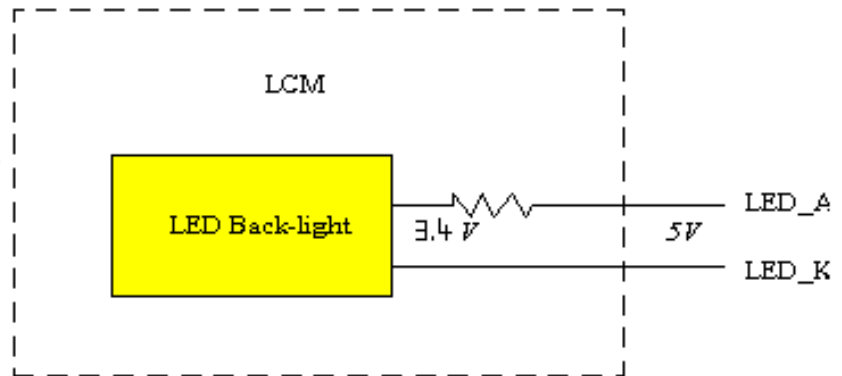 LCM
LED_A
LED Back-light
3.4 V
5V
LED_K